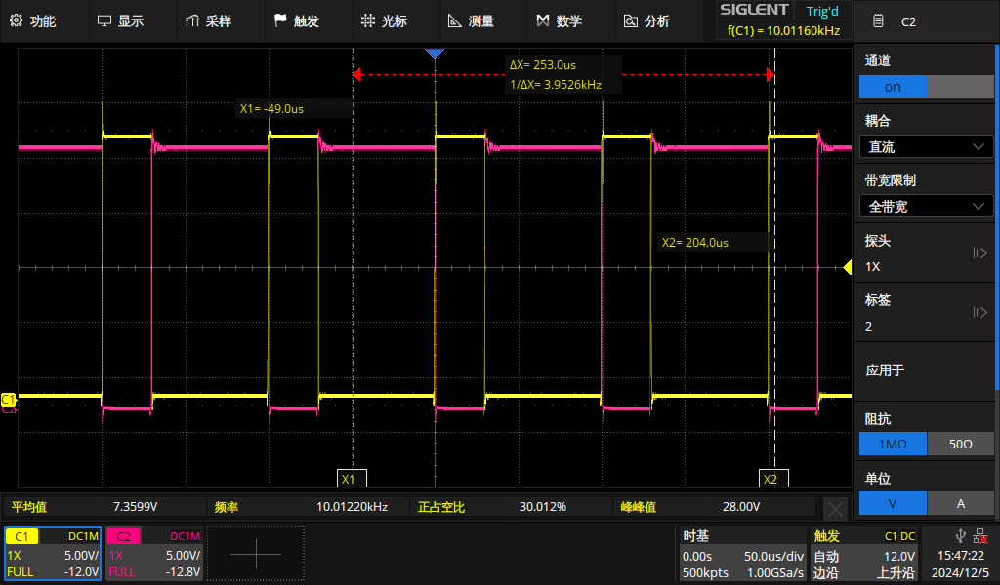 功能 显示 采样 触发 光标 测量 数学 分析
SIGLENT Trig'd
f(C1) = 10.01160kHz
C2
通道
on
耦合
直流
带宽限制
全带宽
探头
1X
标签
2
应用于
阻抗
1MΩ 50Ω
单位
V A
ΔX= 253.0us
1/ΔX= 3.9526kHz
X1= -49.0us
X2= 204.0us
C1
C2
X1 X2
平均值 7.3599V 频率 10.01220kHz 正占空比 30.012% 峰峰值 28.00V
C1 DC1M
1X 5.00V/
FULL -12.0V
C2 DC1M
1X 5.00V/
FULL -12.8V
时基
0.00s 50.0us/div
500kpts 1.00GSa/s
触发 C1 DC
自动 12.0V
边沿 上升沿
15:47:22
2024/12/5